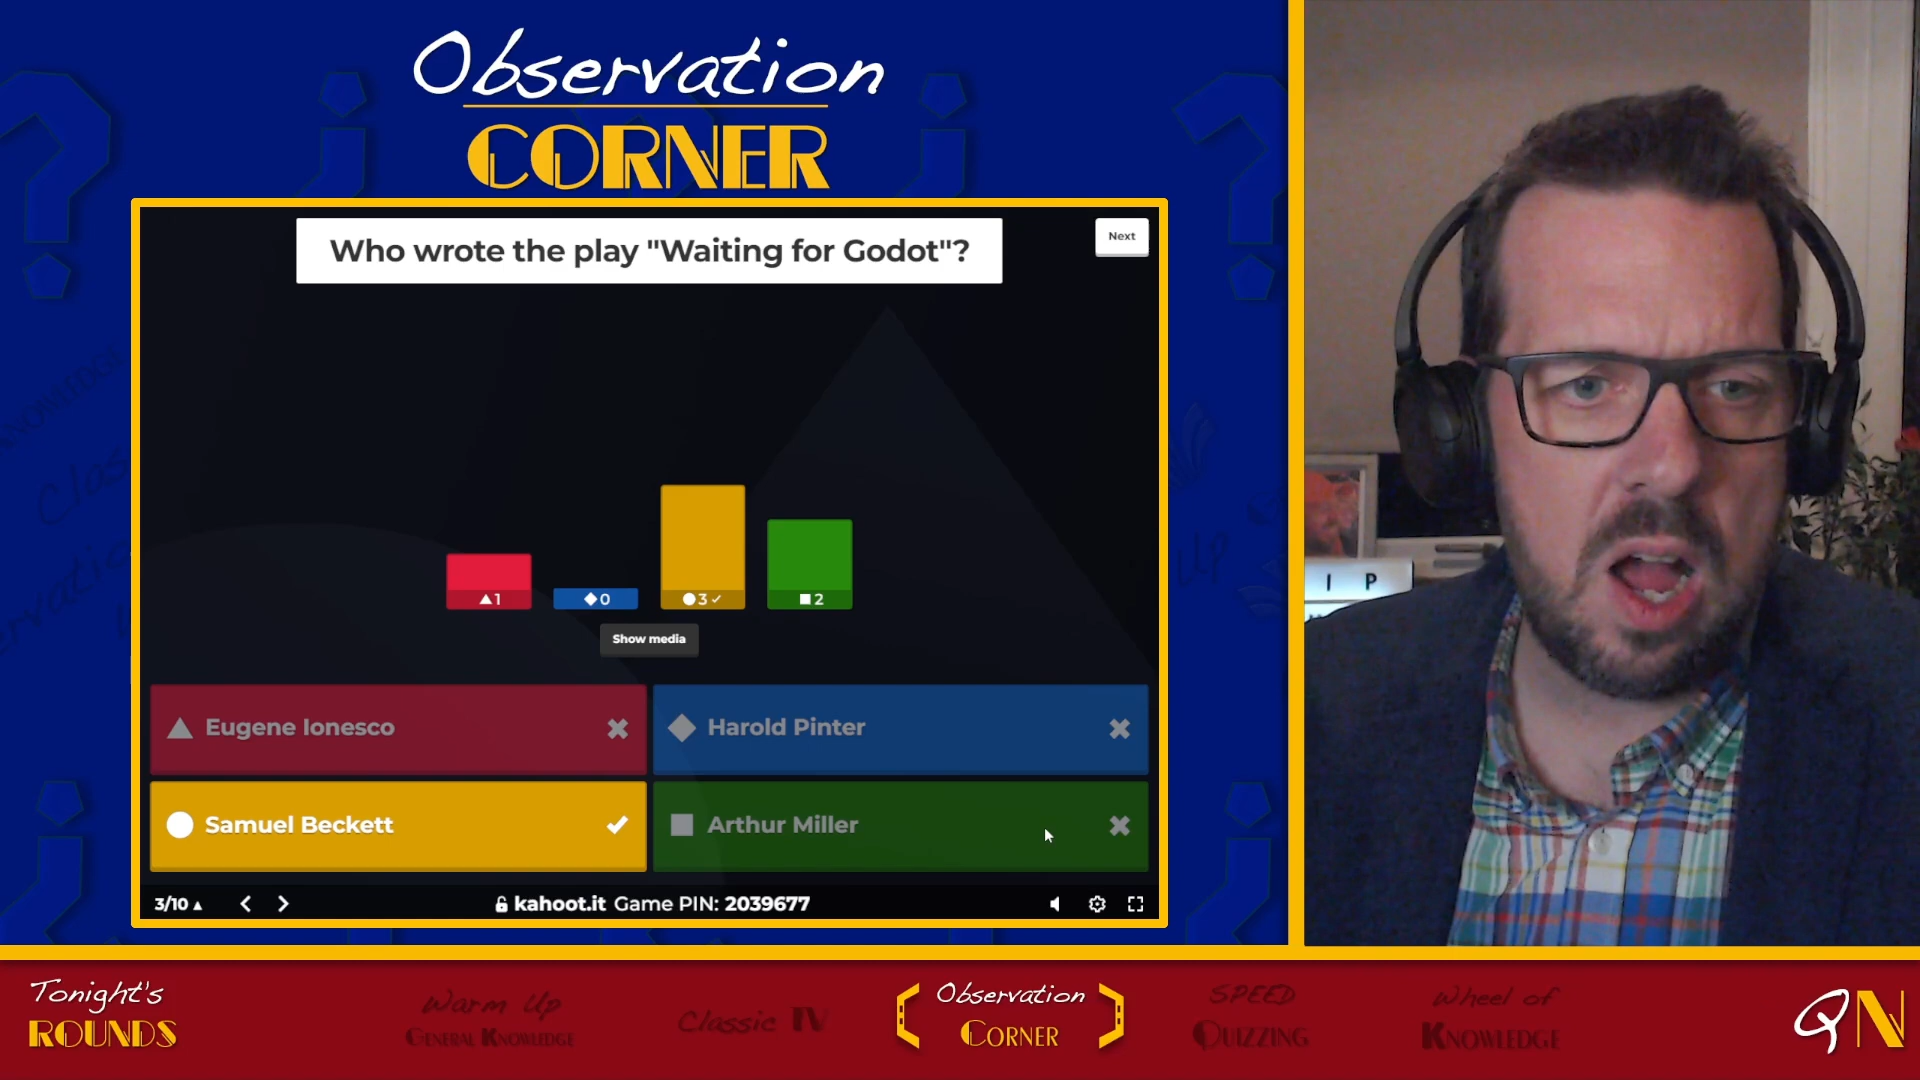 Observation
CORNER
Who wrote the play "Waiting for Godot"?
Next
1
0
3
2
Show media
Eugene Ionesco
Harold Pinter
Samuel Beckett
Arthur Miller
3/10
kahoot.it Game PIN: 2039677
I P
Tonight's
ROUNDS
Warm Up
GENERAL KNOWLEDGE
Classic TV
Observation
CORNER
SPEED
QUIZZING
Wheel of
KNOWLEDGE
QN